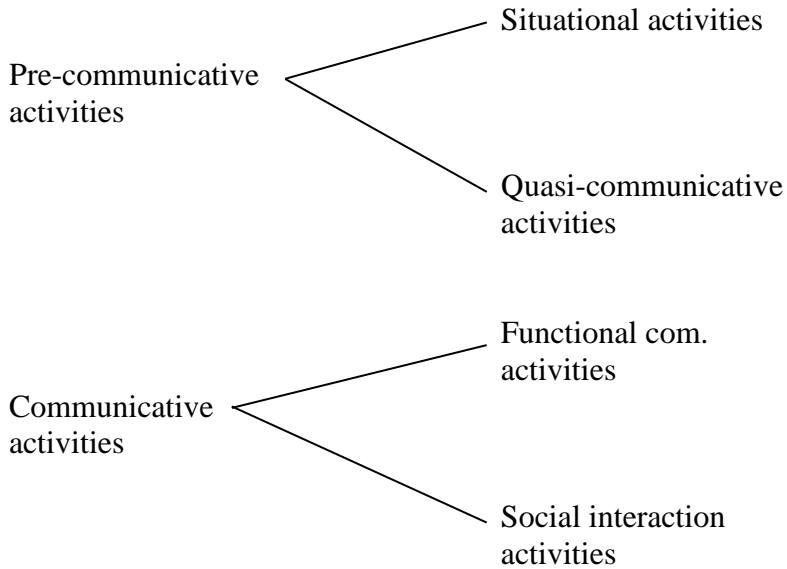 Situational activities
Pre-communicative
activities
Quasi-communicative
activities
Functional com.
activities
Communicative
activities
Social interaction
activities